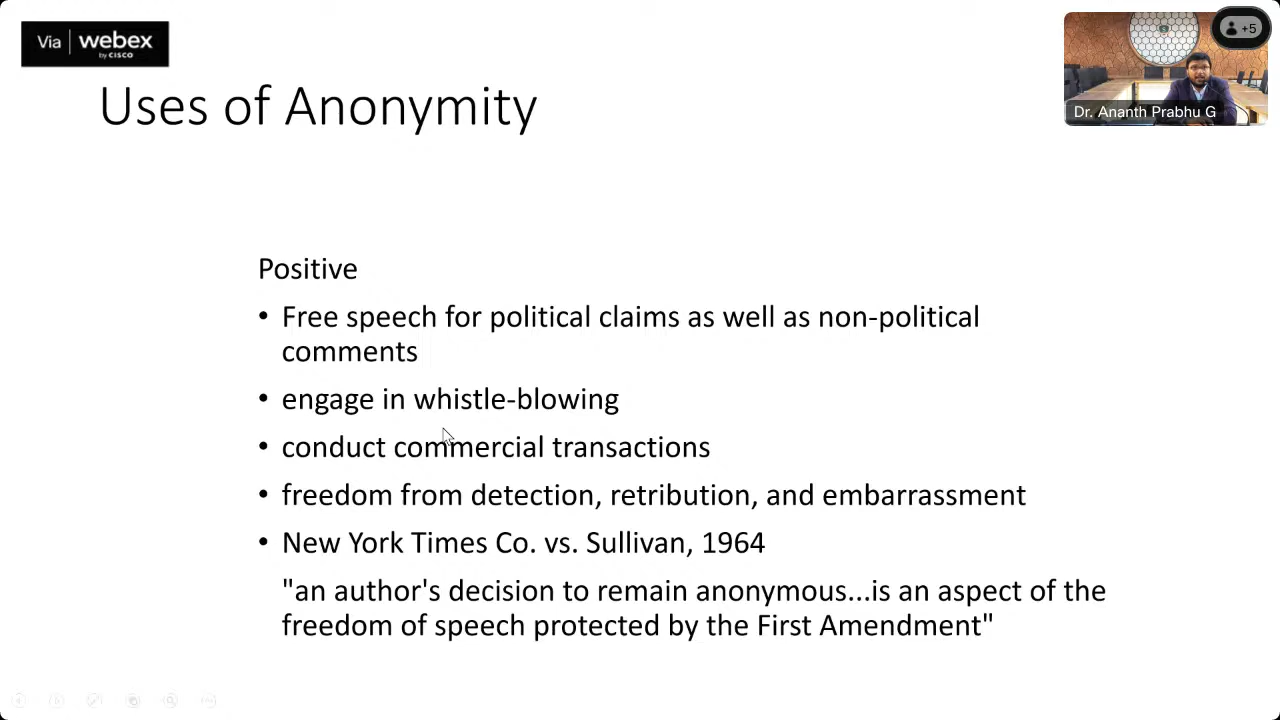 Via webex
by CISCO
+5
Dr. Ananth Prabhu G
Uses of Anonymity
Positive
• Free speech for political claims as well as non-political
comments
• engage in whistle-blowing
• conduct commercial transactions
• freedom from detection, retribution, and embarrassment
• New York Times Co. vs. Sullivan, 1964
"an author's decision to remain anonymous...is an aspect of the
freedom of speech protected by the First Amendment"